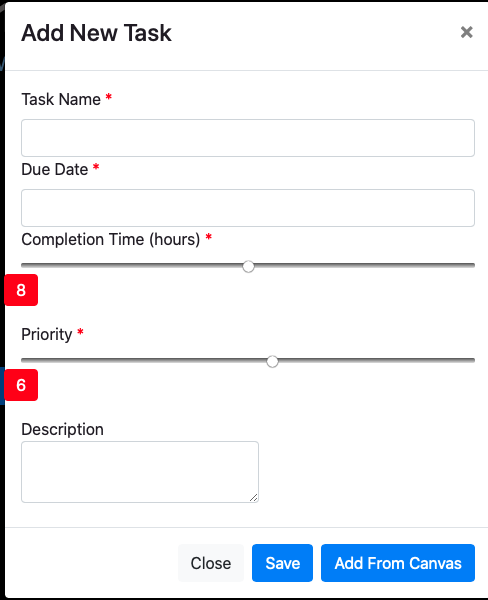 Add New Task ×
Task Name *
Due Date *
Completion Time (hours) *
8
Priority *
6
Description
Close Save Add From Canvas